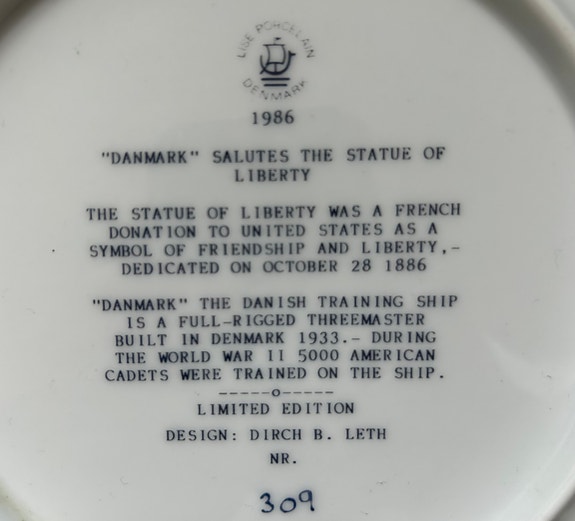 LISE PORCELAIN
DENMARK
1986
"DANMARK" SALUTES THE STATUE OF
LIBERTY
THE STATUE OF LIBERTY WAS A FRENCH
DONATION TO UNITED STATES AS A
SYMBOL OF FRIENDSHIP AND LIBERTY,-
DEDICATED ON OCTOBER 28 1886
"DANMARK" THE DANISH TRAINING SHIP
IS A FULL-RIGGED THREEMASTER
BUILT IN DENMARK 1933.- DURING
THE WORLD WAR II 5000 AMERICAN
CADETS WERE TRAINED ON THE SHIP.
-----o-----
LIMITED EDITION
DESIGN: DIRCH B. LETH
NR.
309